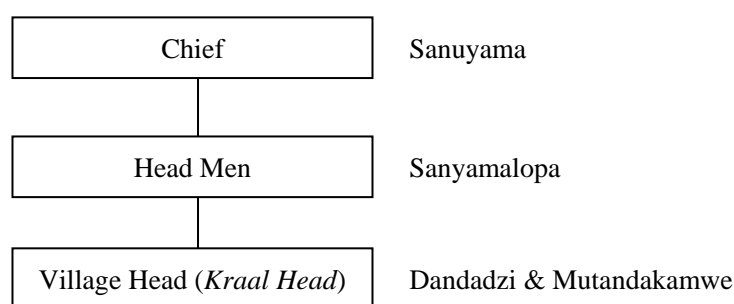 Chief Sanuyama
Head Men Sanyamalopa
Village Head (Kraal Head) Dandadzi & Mutandakamwe